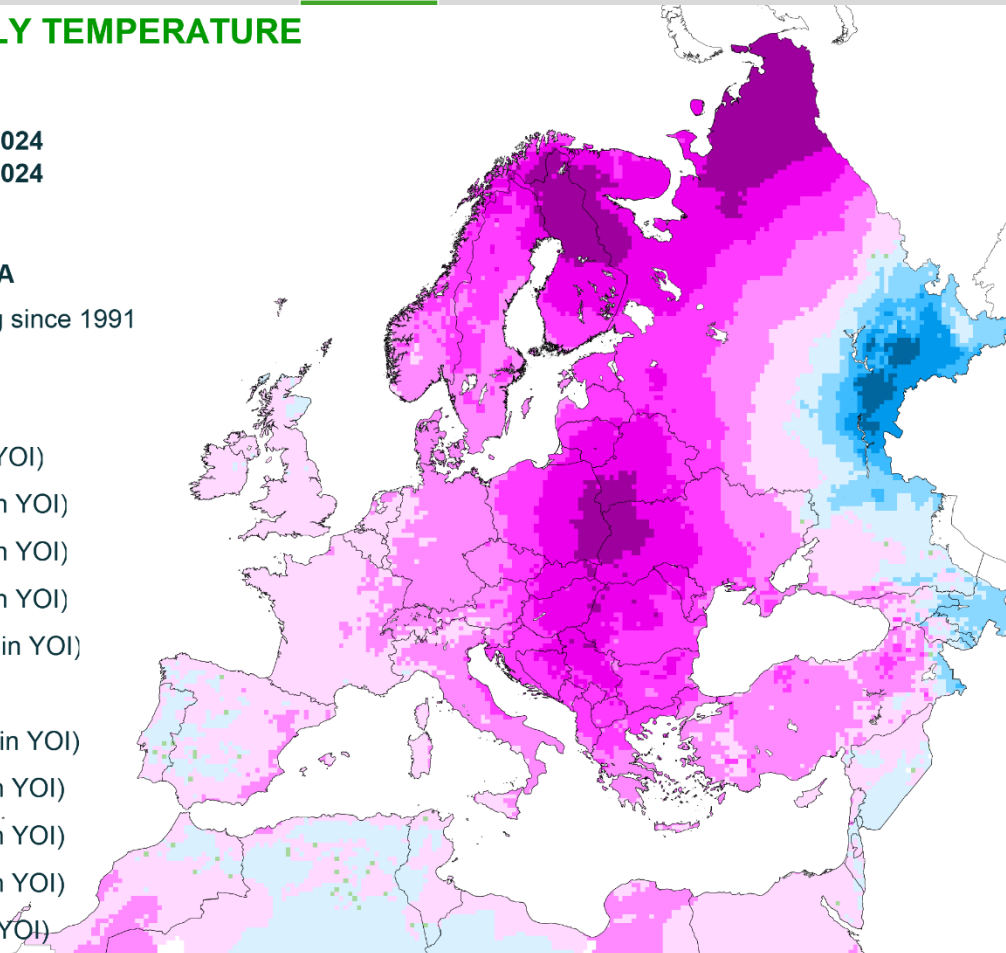 LY TEMPERATURE
024
024
A
g since 1991
YOI)
n YOI)
n YOI)
n YOI)
in YOI)
in YOI)
n YOI)
n YOI)
n YOI)
YOI)